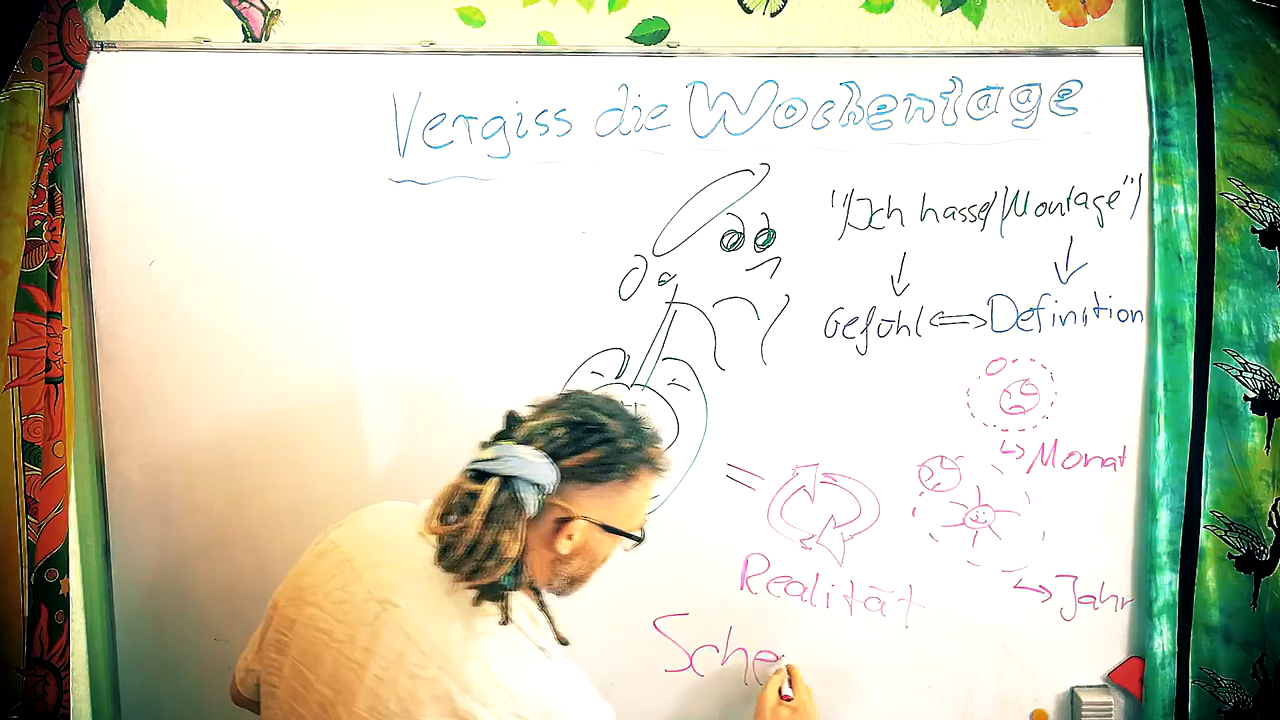 Vergiss die Wochentage
"/Ich hasse/ /Montage"/
Gefühl ⇔ Definition
↳ Monat
=
Realität
↳ Jahr
Sche